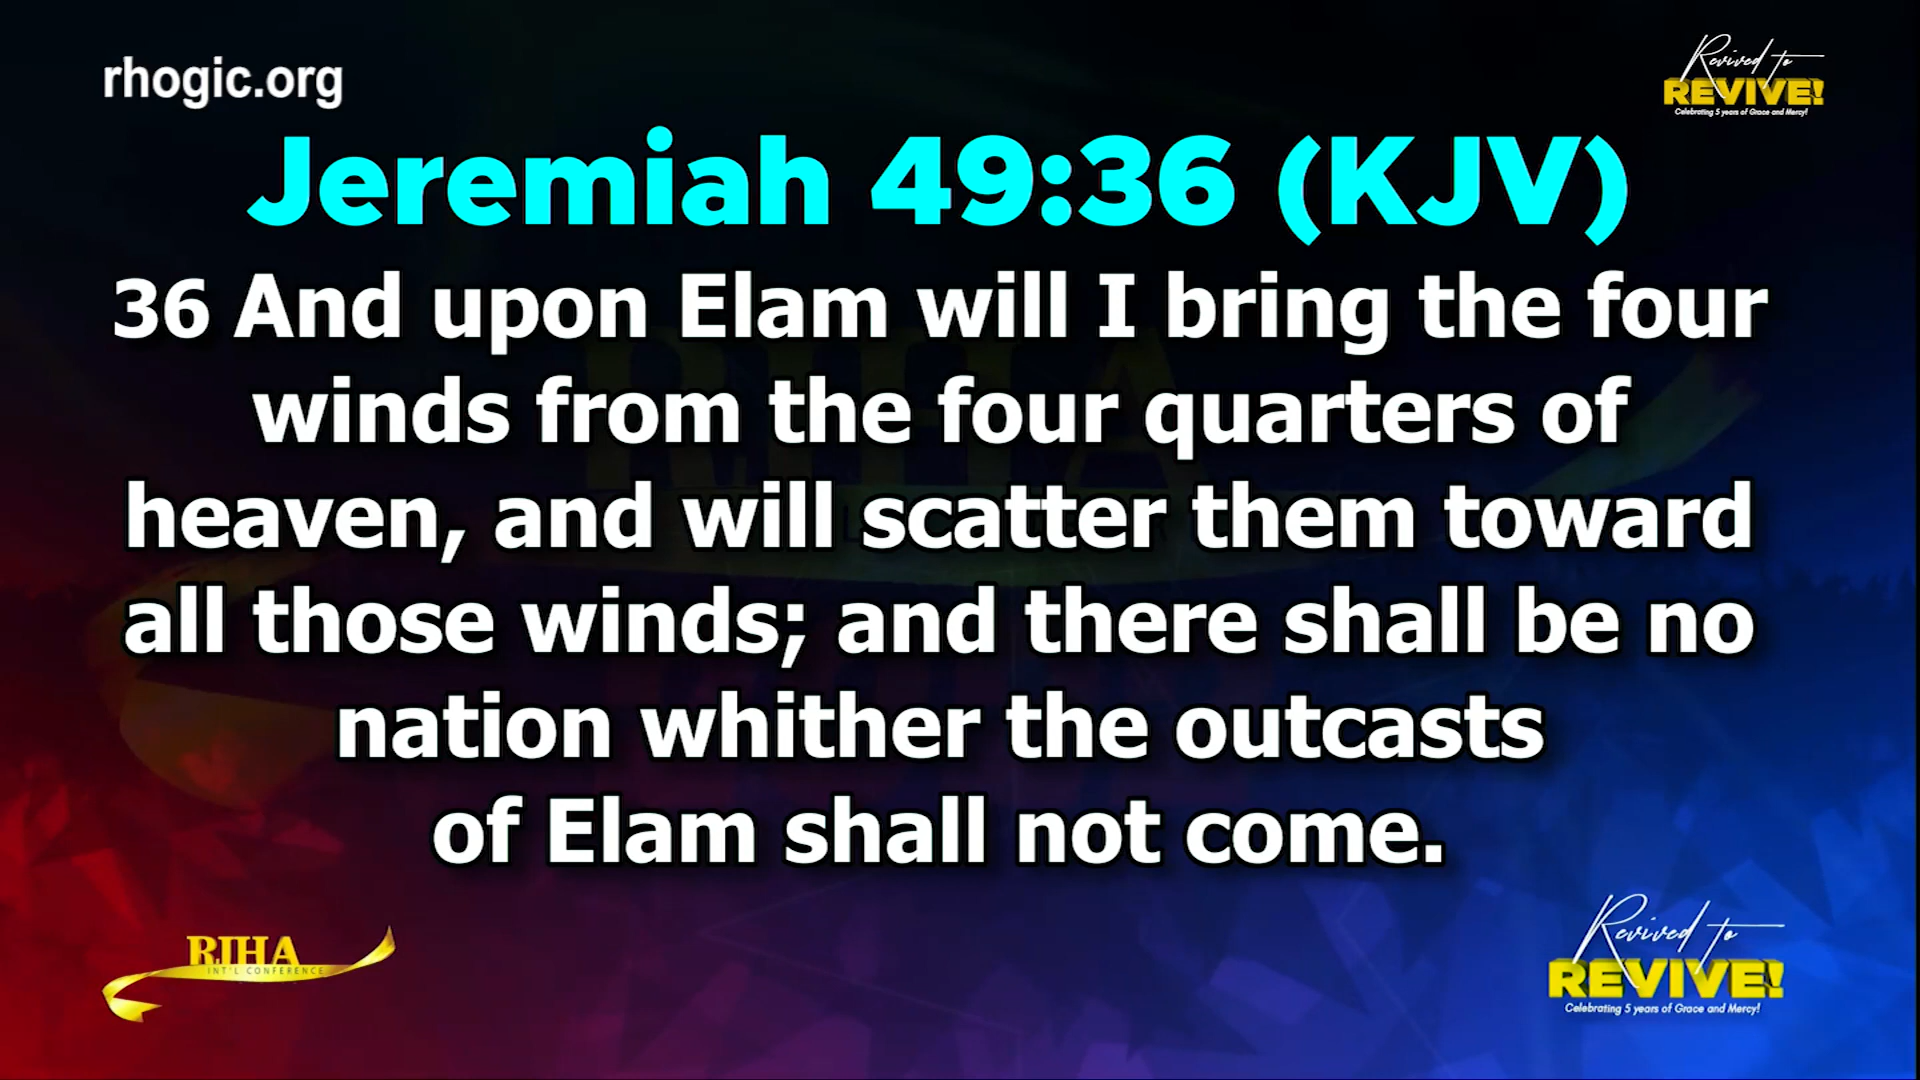 rhogic.org
Revived to
REVIVE!
Celebrating 5 years of Grace and Mercy!
Jeremiah 49:36 (KJV)
36 And upon Elam will I bring the four
winds from the four quarters of
heaven, and will scatter them toward
all those winds; and there shall be no
nation whither the outcasts
of Elam shall not come.
RIHA
INT'L CONFERENCE
Revived to
REVIVE!
Celebrating 5 years of Grace and Mercy!